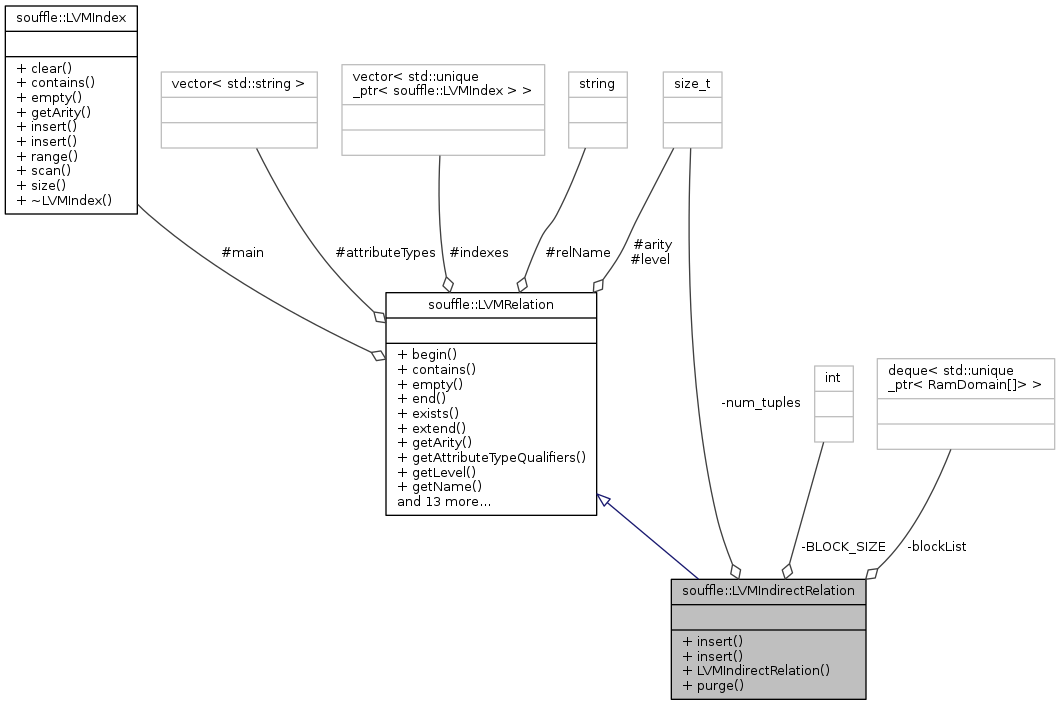 souffle::LVMIndex
+ clear()
+ contains()
+ empty()
+ getArity()
+ insert()
+ insert()
+ range()
+ scan()
+ size()
+ ~LVMIndex()
vector< std::string >
vector< std::unique
_ptr< souffle::LVMIndex > >
string
size_t
#main
#attributeTypes
#indexes
#relName
#arity
#level
souffle::LVMRelation
+ begin()
+ contains()
+ empty()
+ end()
+ exists()
+ extend()
+ getArity()
+ getAttributeTypeQualifiers()
+ getLevel()
+ getName()
and 13 more...
int
deque< std::unique
_ptr< RamDomain[]> >
-num_tuples
-BLOCK_SIZE
-blockList
souffle::LVMIndirectRelation
+ insert()
+ insert()
+ LVMIndirectRelation()
+ purge()